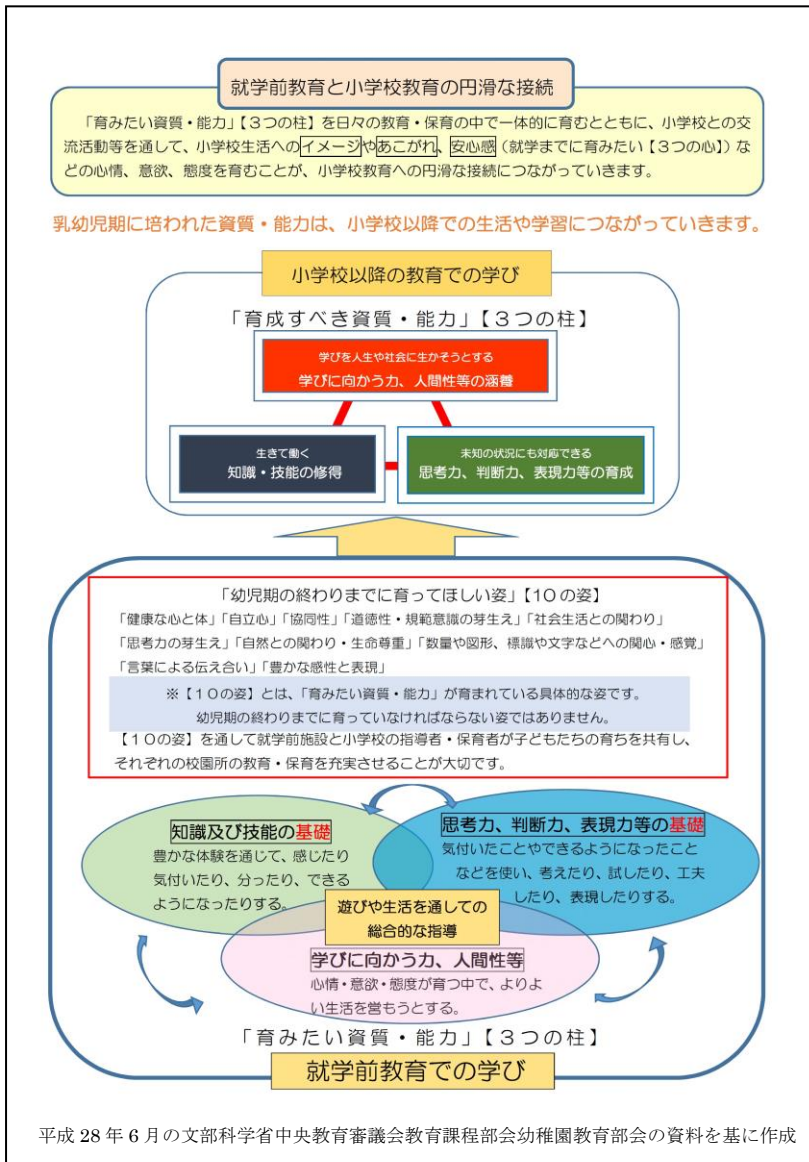 就学前教育と小学校教育の円滑な接続
「育みたい資質・能力」【３つの柱】を日々の教育・保育の中で一体的に育むとともに、小学校との交
流活動等を通して、小学校生活へのイメージやあこがれ、安心感（就学までに育みたい【３つの心】）な
どの心情、意欲、態度を育むことが、小学校教育への円滑な接続につながっていきます。
乳幼児期に培われた資質・能力は、小学校以降での生活や学習につながっていきます。
小学校以降の教育での学び
「育成すべき資質・能力」【３つの柱】
学びを人生や社会に生かそうとする
学びに向かう力、人間性等の涵養
生きて働く
知識・技能の修得
未知の状況にも対応できる
思考力、判断力、表現力等の育成
「幼児期の終わりまでに育ってほしい姿」【１０の姿】
「健康な心と体」「自立心」「協同性」「道徳性・規範意識の芽生え」「社会生活との関わり」
「思考力の芽生え」「自然との関わり・生命尊重」「数量や図形、標識や文字などへの関心・感覚」
「言葉による伝え合い」「豊かな感性と表現」
※【１０の姿】とは、「育みたい資質・能力」が育まれている具体的な姿です。
幼児期の終わりまでに育っていなければならない姿ではありません。
【１０の姿】を通して就学前施設と小学校の指導者・保育者が子どもたちの育ちを共有し、
それぞれの校園所の教育・保育を充実させることが大切です。
知識及び技能の基礎
豊かな体験を通じて、感じたり
気付いたり、分ったり、できる
ようになったりする。
思考力、判断力、表現力等の基礎
気付いたことやできるようになったこと
などを使い、考えたり、試したり、工夫
したり、表現したりする。
遊びや生活を通しての
総合的な指導
学びに向かう力、人間性等
心情・意欲・態度が育つ中で、よりよ
い生活を営もうとする。
「育みたい資質・能力」【３つの柱】
就学前教育での学び
平成 28 年 6 月の文部科学省中央教育審議会教育課程部会幼稚園教育部会の資料を基に作成